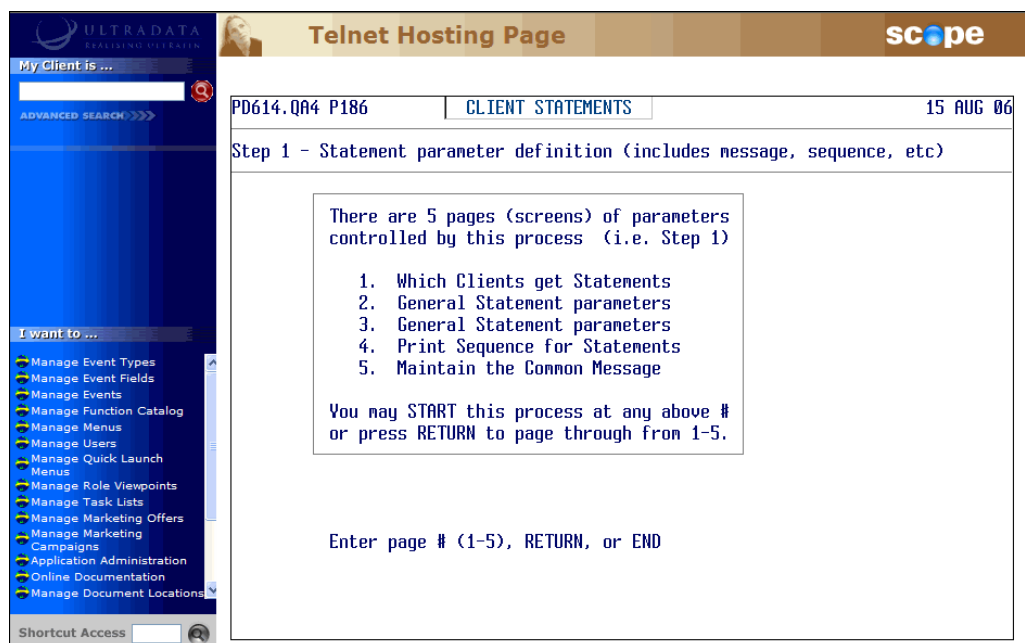 ULTRADATA
REALISING ULTRAGEN
Telnet Hosting Page
scope
My Client is ...
ADVANCED SEARCH
PD614.QA4 P186
CLIENT STATEMENTS
15 AUG 06
Step 1 - Statement parameter definition (includes message, sequence, etc)
There are 5 pages (screens) of parameters
controlled by this process (i.e. Step 1)
1. Which Clients get Statements
2. General Statement parameters
3. General Statement parameters
4. Print Sequence for Statements
5. Maintain the Common Message
You may START this process at any above #
or press RETURN to page through from 1-5.
Enter page # (1-5), RETURN, or END
I want to ...
Manage Event Types
Manage Event Fields
Manage Events
Manage Function Catalog
Manage Menus
Manage Users
Manage Quick Launch
Menus
Manage Role Viewpoints
Manage Task Lists
Manage Marketing Offers
Manage Marketing
Campaigns
Application Administration
Online Documentation
Manage Document Locations
Shortcut Access